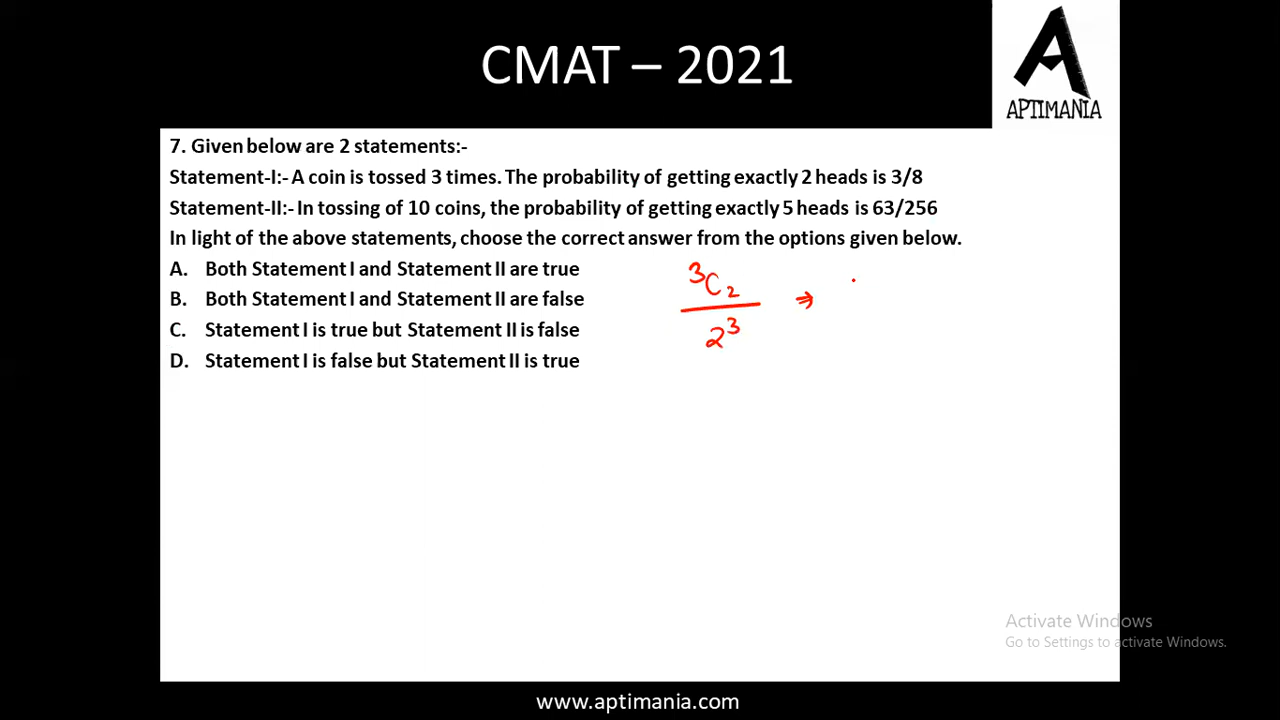 CMAT – 2021
A
APTIMANIA
7. Given below are 2 statements:-
Statement-I:- A coin is tossed 3 times. The probability of getting exactly 2 heads is 3/8
Statement-II:- In tossing of 10 coins, the probability of getting exactly 5 heads is 63/256
In light of the above statements, choose the correct answer from the options given below.
A. Both Statement I and Statement II are true
B. Both Statement I and Statement II are false
C. Statement I is true but Statement II is false
D. Statement I is false but Statement II is true
³C₂ ⇒
2³
Activate Windows
Go to Settings to activate Windows.
www.aptimania.com